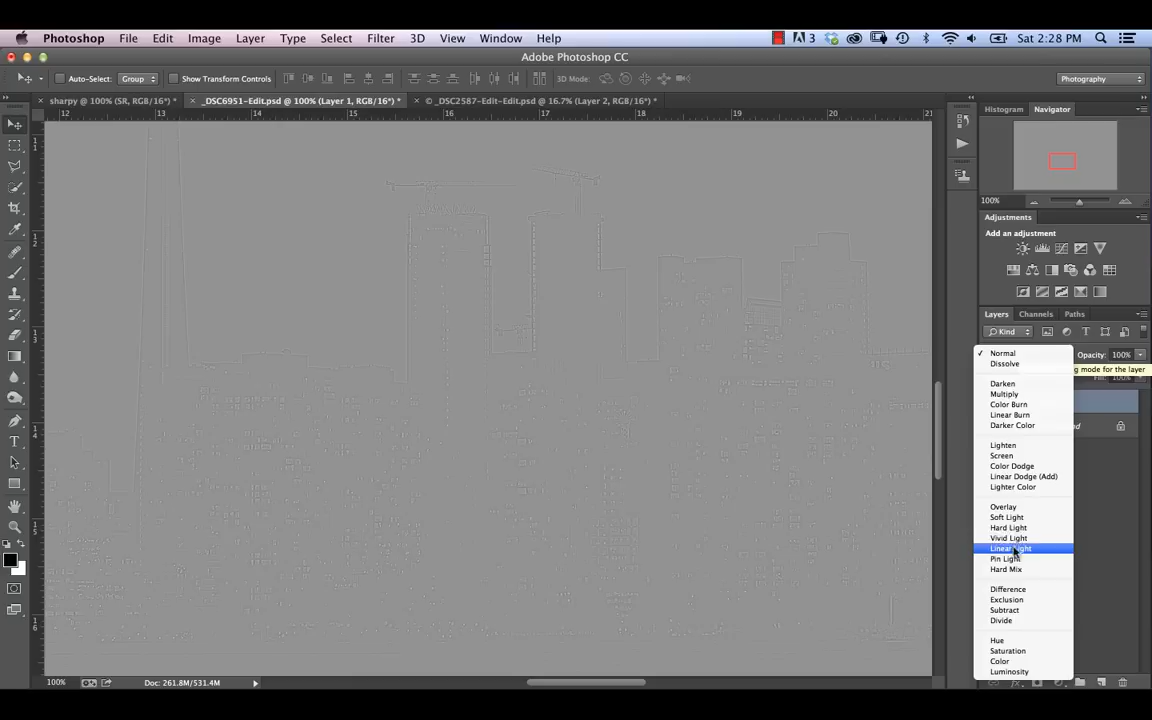 Photoshop File Edit Image Layer Type Select Filter 3D View Window Help 3 Sat 2:28 PM
Adobe Photoshop CC
Auto-Select: Group Show Transform Controls 3D Mode: Photography
sharpy @ 100% (SR, RGB/16*) * _DSC6951-Edit.psd @ 100% (Layer 1, RGB/16*) * © _DSC2587-Edit-Edit.psd @ 16.7% (Layer 2, RGB/16*) *
Histogram Navigator
12 13 14 15 16 17 18 19 20 21
100%
Adjustments
Add an adjustment
Layers Channels Paths
Kind
Normal
Opacity: 100%
Dissolve
g mode for the layer
Fill: 100%
Darken
Multiply
Color Burn
Linear Burn
Darker Color
Lighten
Screen
Color Dodge
Linear Dodge (Add)
Lighter Color
Overlay
Soft Light
Hard Light
Vivid Light
Linear Light
Pin Light
Hard Mix
Difference
Exclusion
Subtract
Divide
Hue
Saturation
Color
Luminosity
100% Doc: 261.8M/531.4M